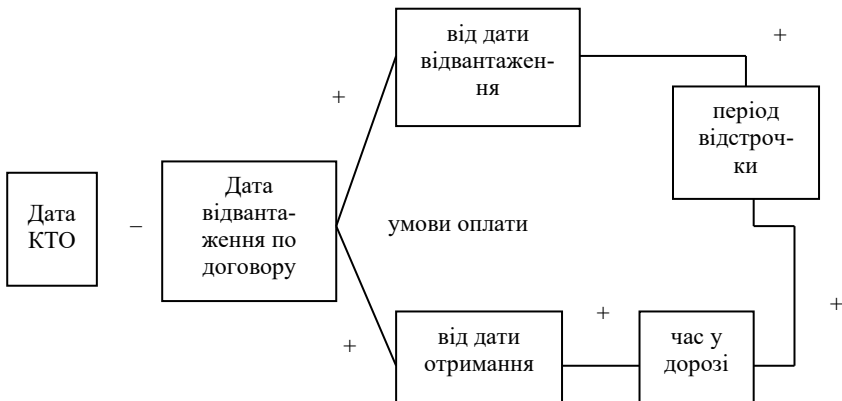 від дати
відвантажен-
ня
+
+
період
відстроч-
ки
Дата
КТО
–
Дата
відванта-
ження по
договору
умови оплати
+
від дати
отримання
+
час у
дорозі
+